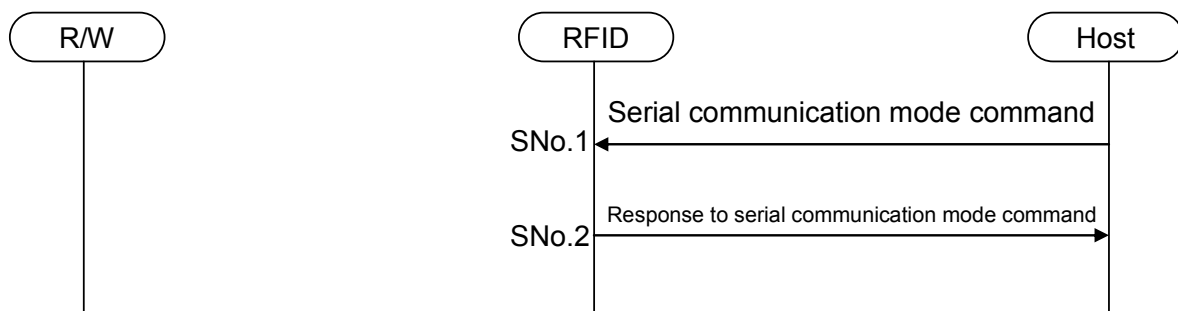 R/W
RFID
Host
Serial communication mode command
SNo.1
Response to serial communication mode command
SNo.2